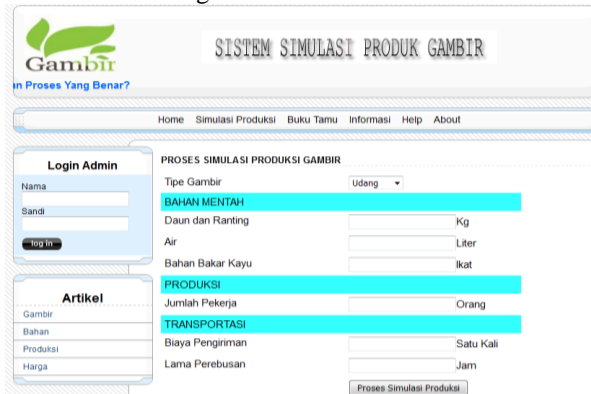 Gambir
SISTEM SIMULASI PRODUK GAMBIR
n Proses Yang Benar?
Home Simulasi Produksi Buku Tamu Informasi Help About
Login Admin
Nama
Sandi
log in
Artikel
Gambir
Bahan
Produksi
Harga
PROSES SIMULASI PRODUKSI GAMBIR
Tipe Gambir Udang
BAHAN MENTAH
Daun dan Ranting Kg
Air Liter
Bahan Bakar Kayu Ikat
PRODUKSI
Jumlah Pekerja Orang
TRANSPORTASI
Biaya Pengiriman Satu Kali
Lama Perebusan Jam
Proses Simulasi Produksi